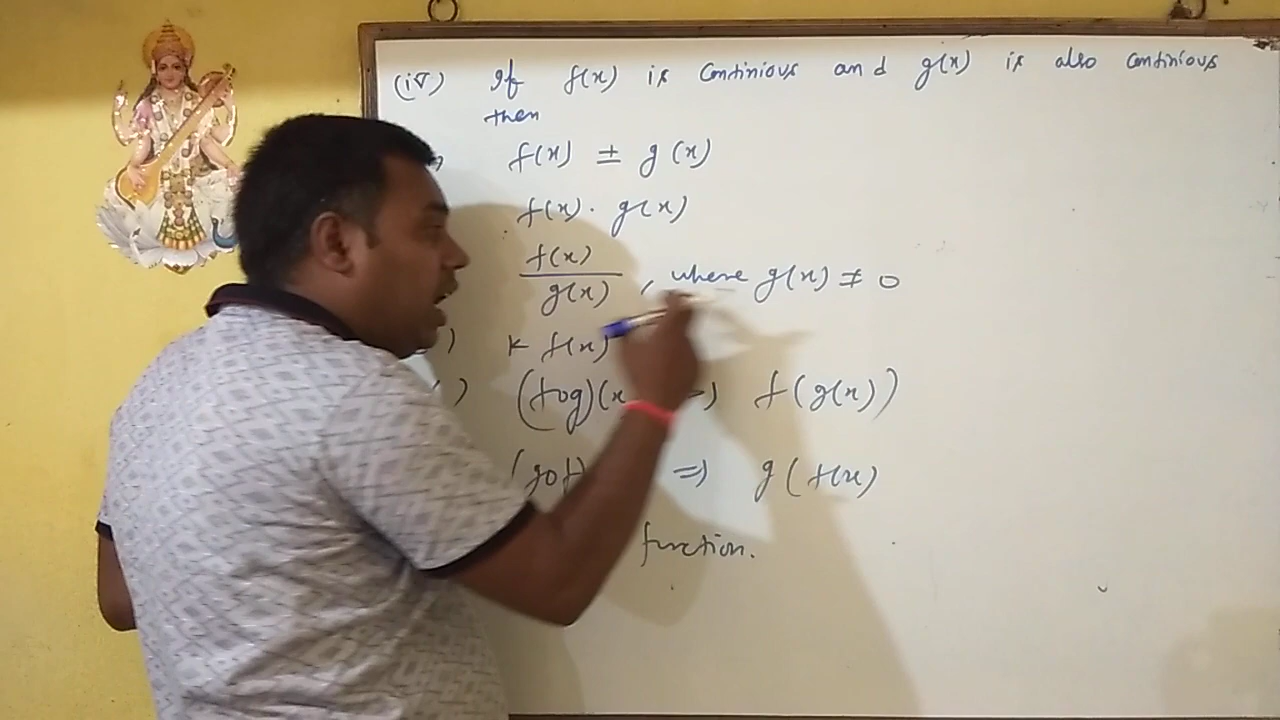 (iv) If f(x) is continious and g(x) is also continious
then
f(x) ± g(x)
f(x) . g(x)
f(x)/g(x) , where g(x) ≠ 0
) K f(x)
( ) (fog)(x ⇒ f(g(x))
(gof) ⇒ g(f(x)
function.